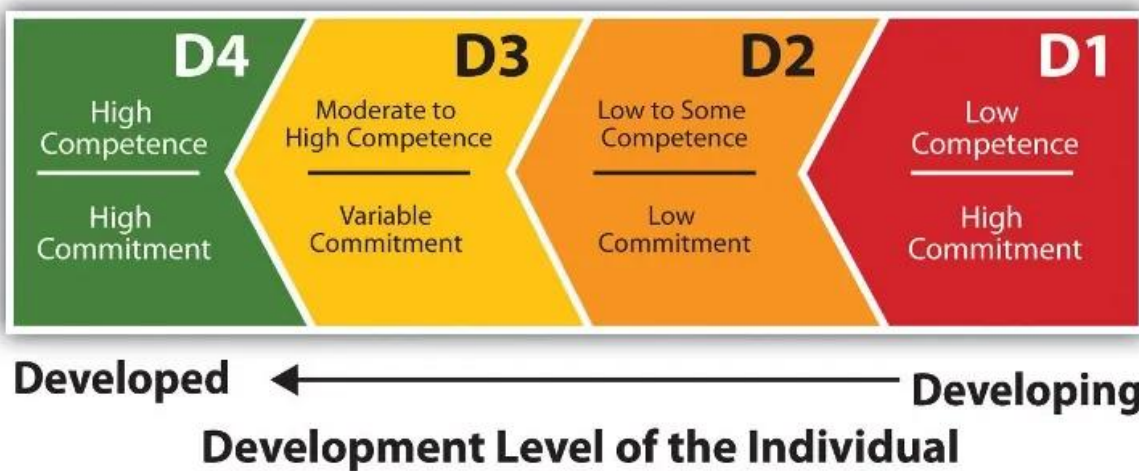 D4
High
Competence
High
Commitment
D3
Moderate to
High Competence
Variable
Commitment
D2
Low to Some
Competence
Low
Commitment
D1
Low
Competence
High
Commitment
Developed
Developing
Development Level of the Individual